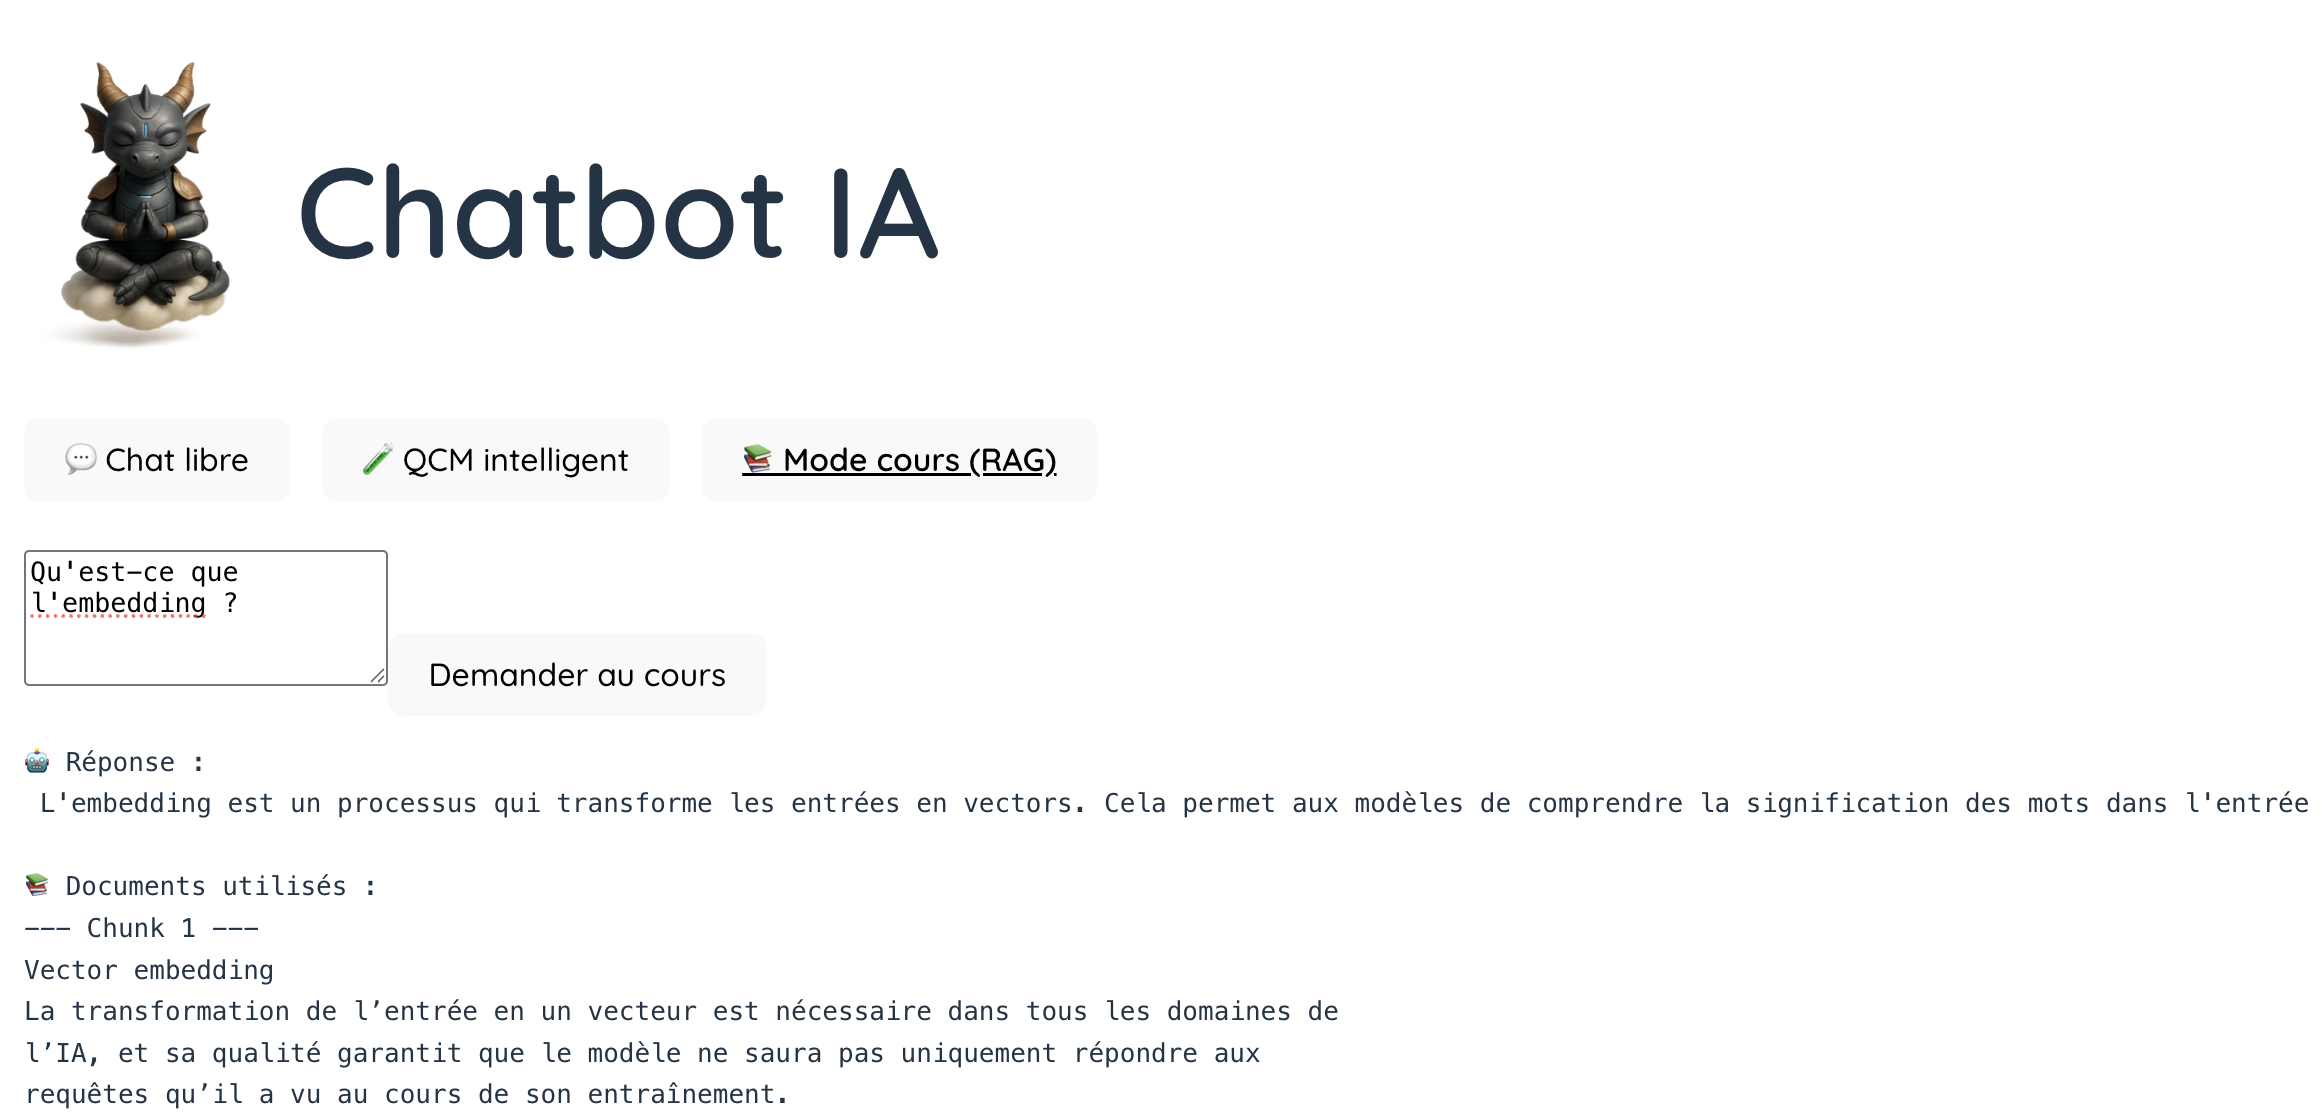 Chatbot IA
💬 Chat libre
🧪 QCM intelligent
📚 Mode cours (RAG)
Qu'est-ce que
l'embedding ?
Demander au cours
🤖 Réponse :
L'embedding est un processus qui transforme les entrées en vectors. Cela permet aux modèles de comprendre la signification des mots dans l'entrée
📚 Documents utilisés :
--- Chunk 1 ---
Vector embedding
La transformation de l’entrée en un vecteur est nécessaire dans tous les domaines de
l’IA, et sa qualité garantit que le modèle ne saura pas uniquement répondre aux
requêtes qu’il a vu au cours de son entraînement.